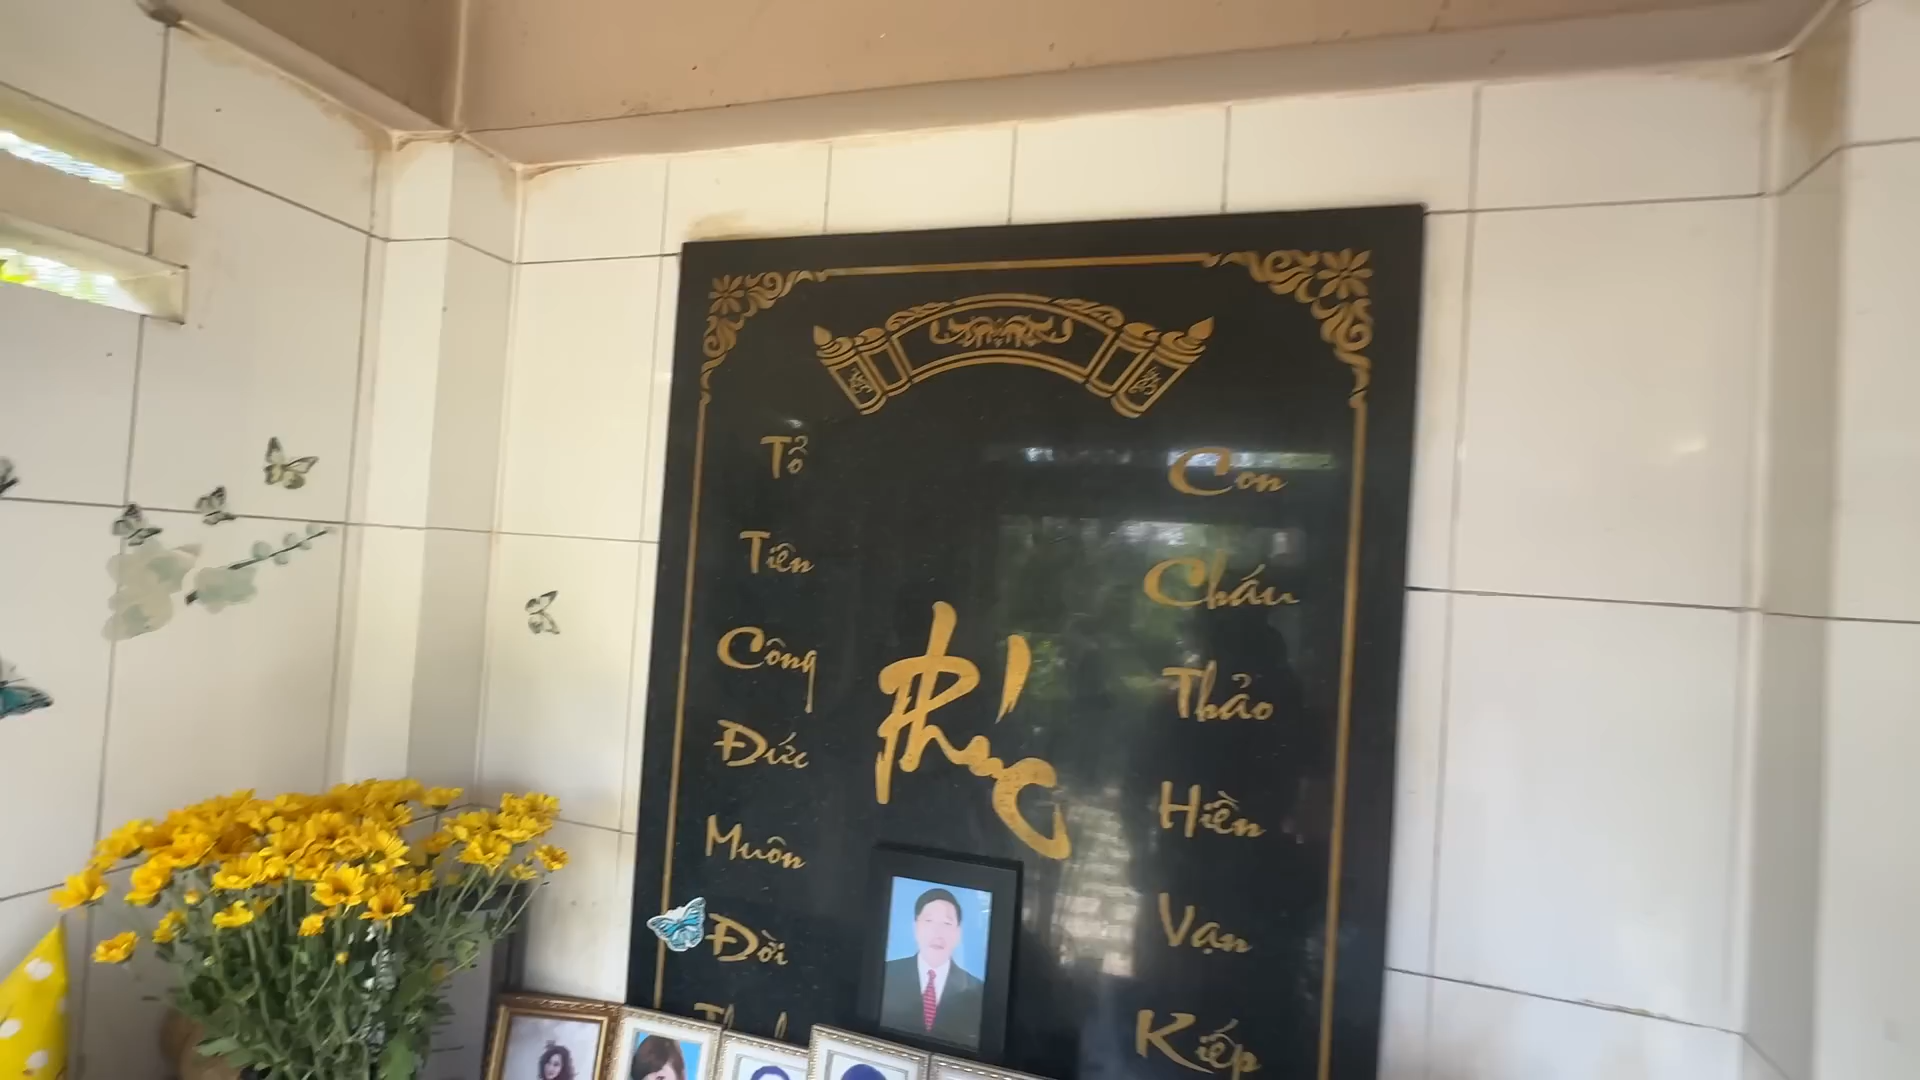 Tổ
Tiên
Công
Đức
Muôn
Đời
Phúc
Con
Cháu
Thảo
Hiền
Vạn
Kiếp